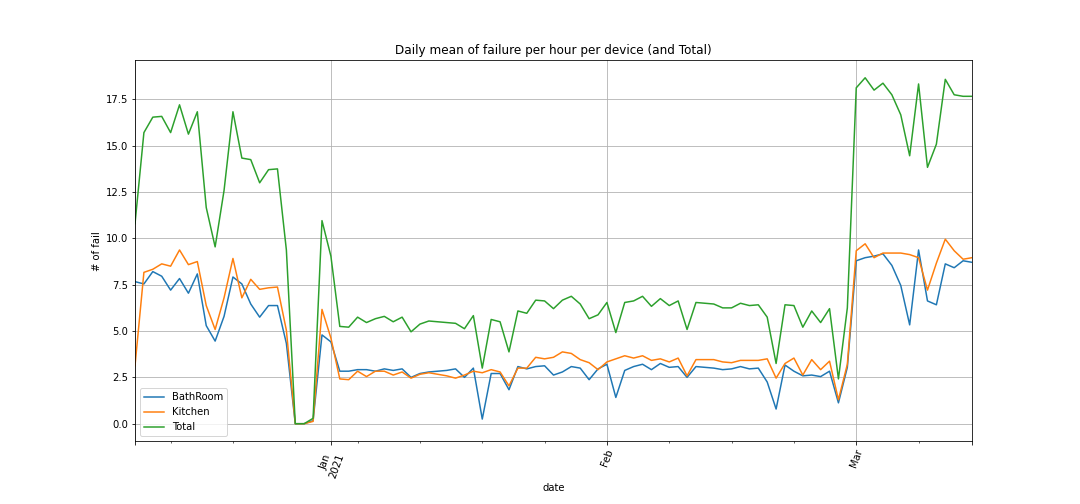 Daily mean of failure per hour per device (and Total)
# of fail
17.5
15.0
12.5
10.0
7.5
5.0
2.5
0.0
BathRoom
Kitchen
Total
Jan
2021
Feb
Mar
date